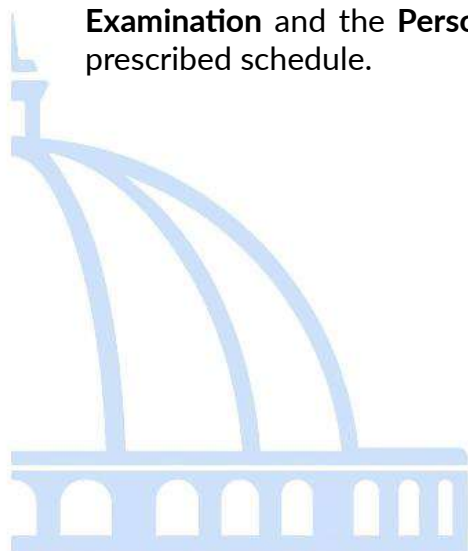 Examination and the Perso
prescribed schedule.